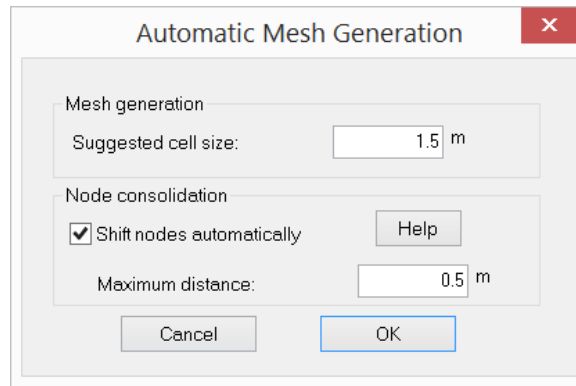 Automatic Mesh Generation
Mesh generation
Suggested cell size: 1.5 m
Node consolidation
Shift nodes automatically Help
Maximum distance: 0.5 m
Cancel OK